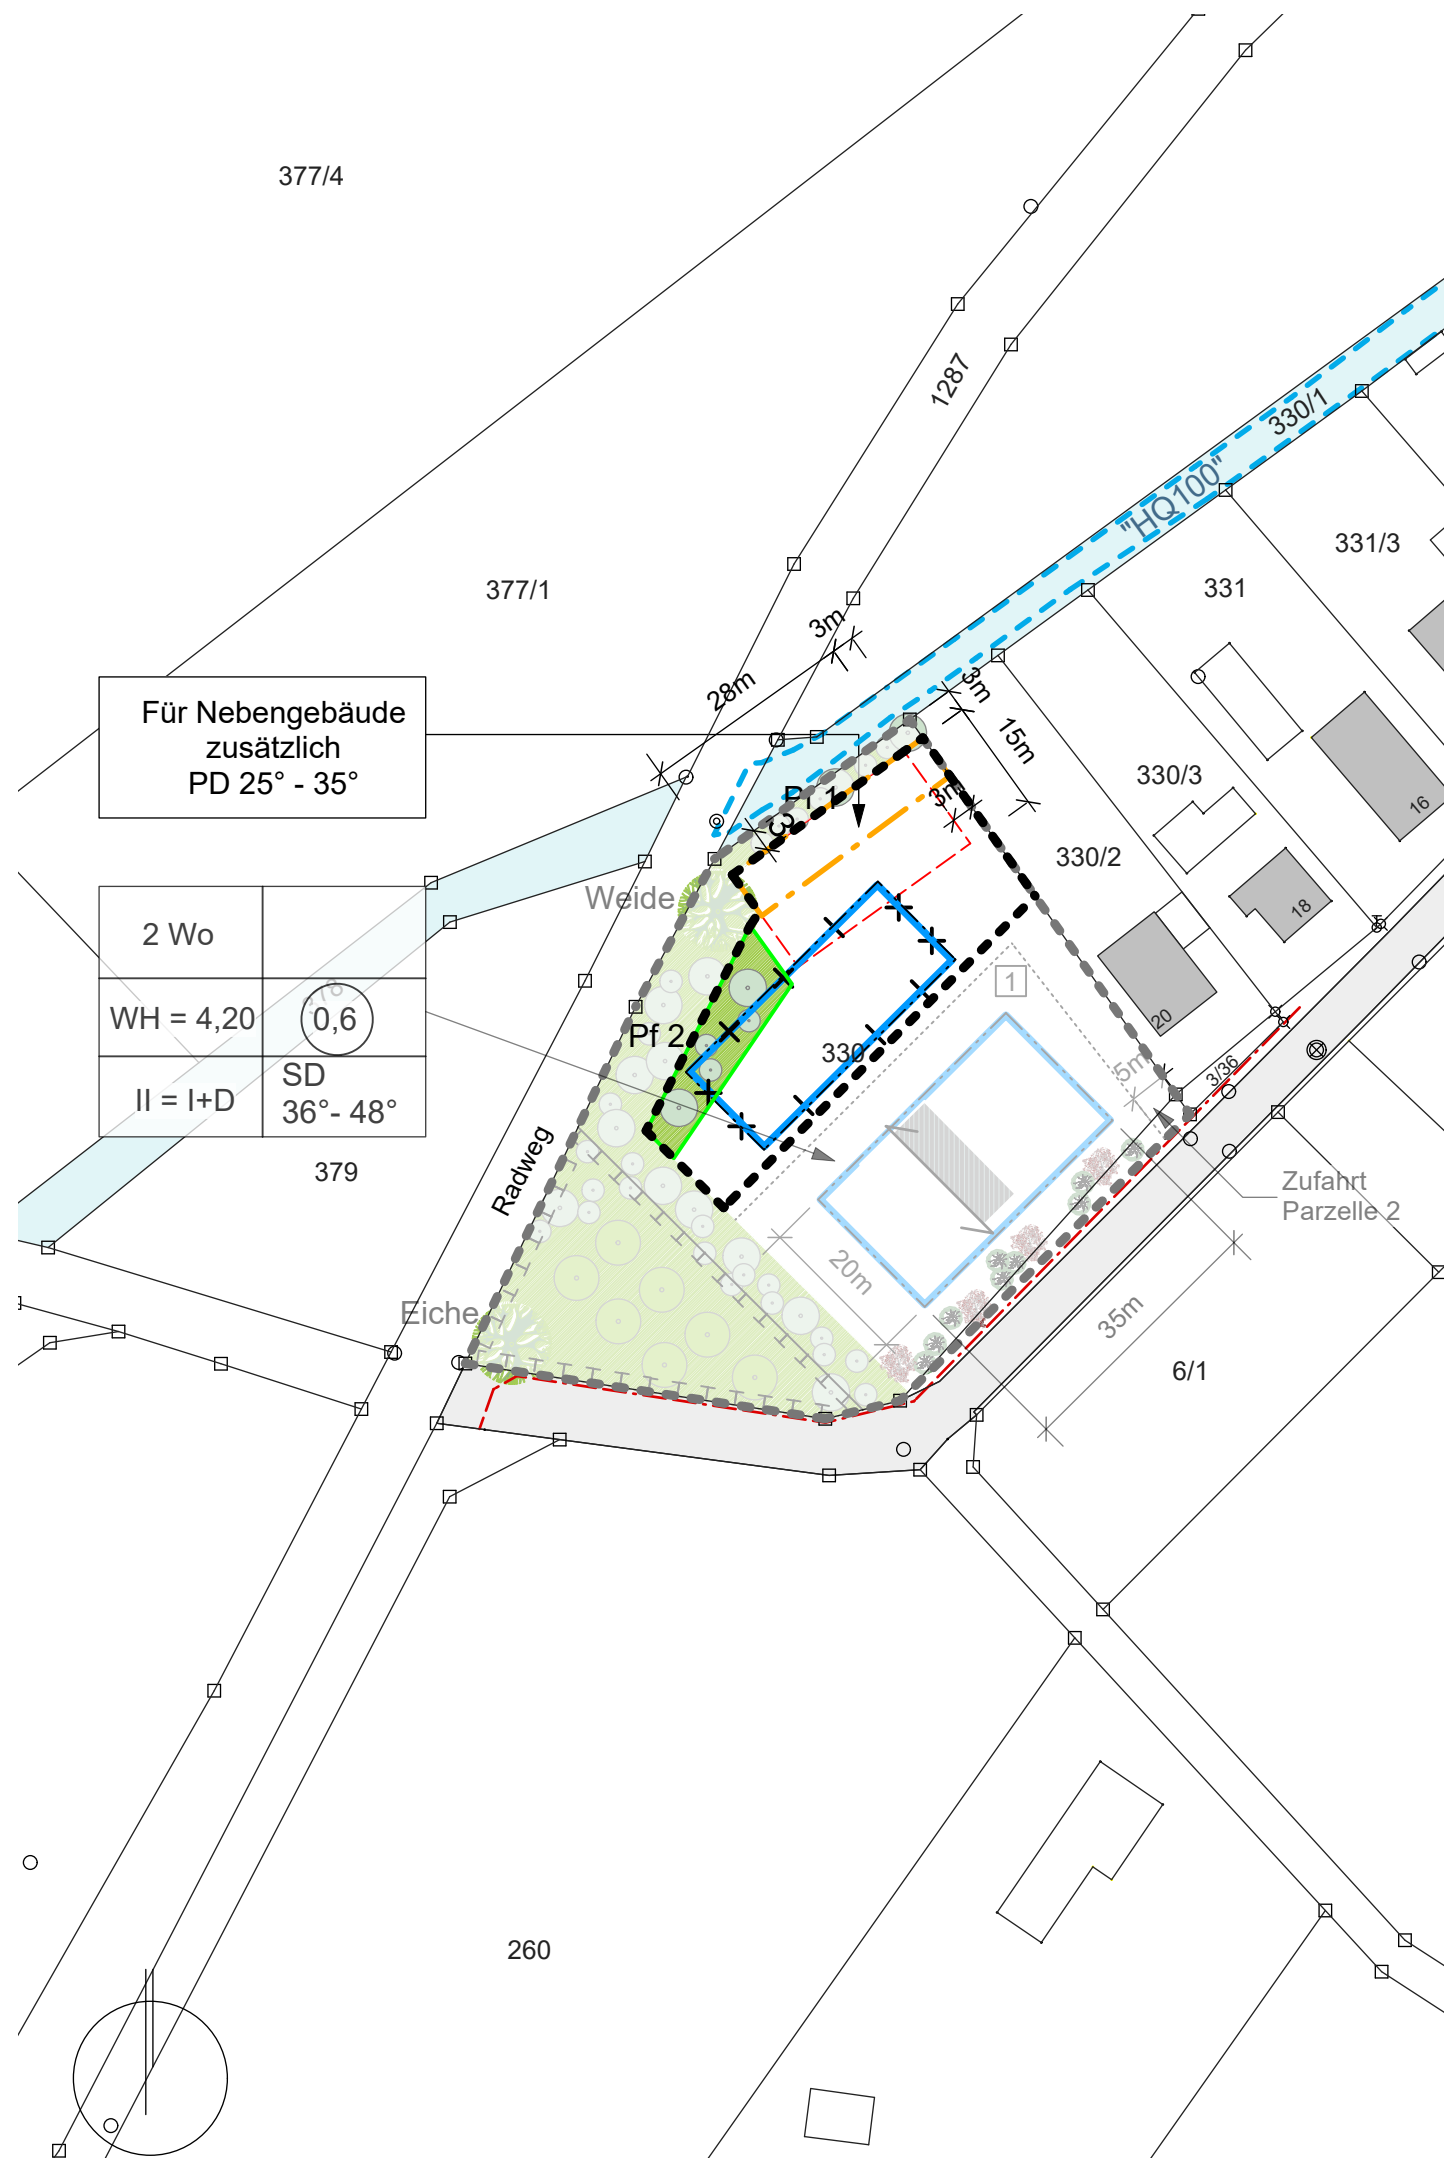 377/4
1287
330/1
"HQ100"
331/3
331
377/1
3m
28m
3m
15m
330/3
16
Für Nebengebäude
zusätzlich
PD 25° - 35°
3m
330/2
Weide
18
2 Wo
1
20
WH = 4,20
0,6
Pf 2
330
5m
3/36
II = I+D
SD
36°- 48°
379
Radweg
Zufahrt
Parzelle 2
20m
Eiche
35m
6/1
260